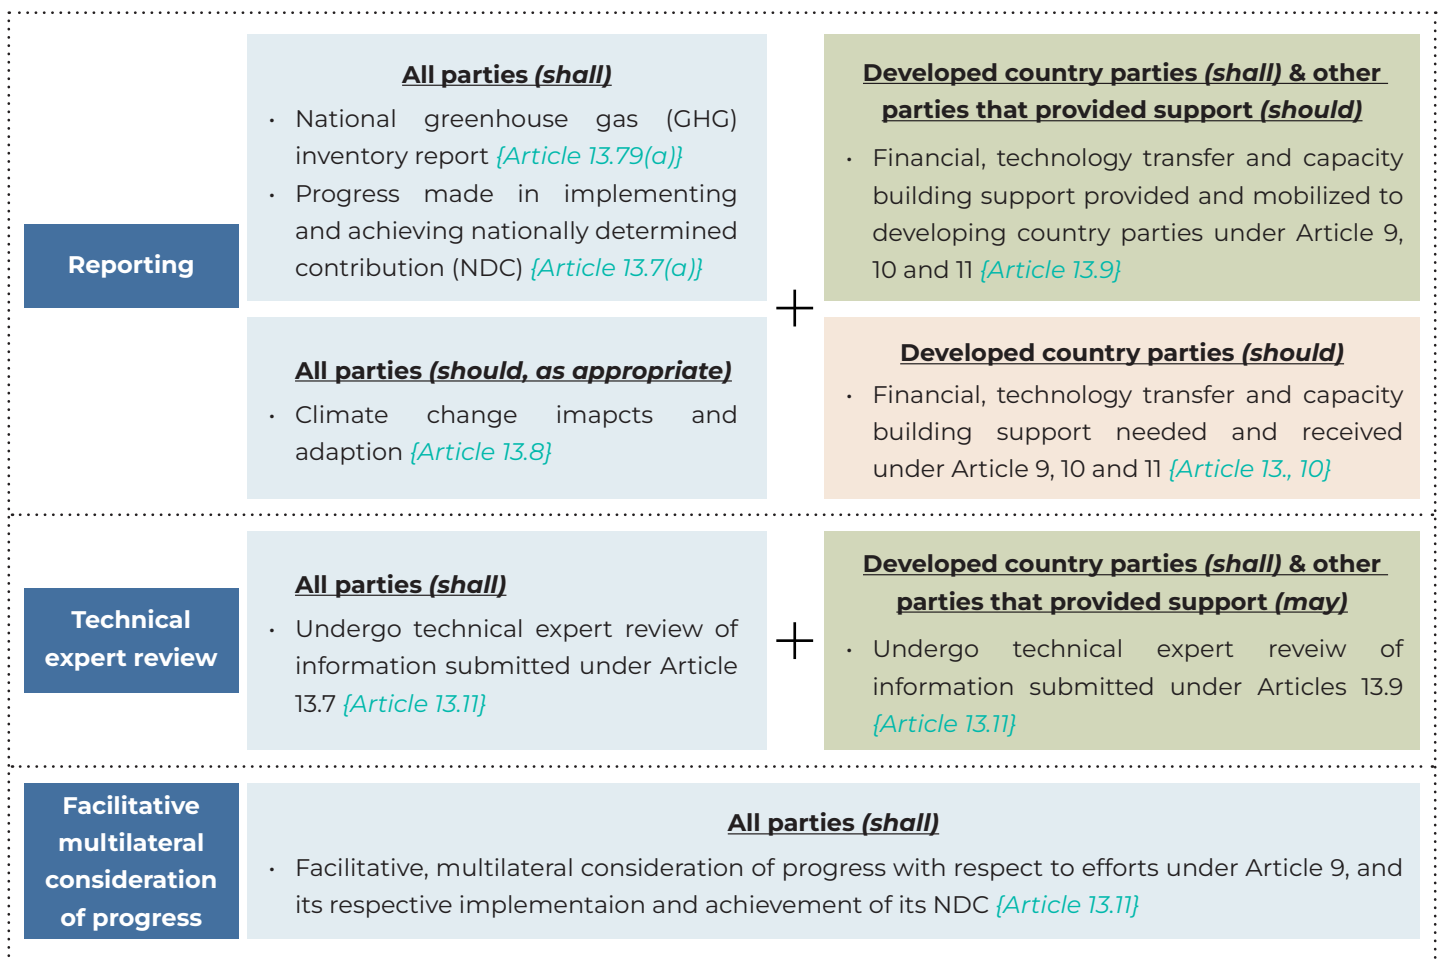 Reporting
All parties (shall)
• National greenhouse gas (GHG)
inventory report {Article 13.79(a)}
• Progress made in implementing
and achieving nationally determined
contribution (NDC) {Article 13.7(a)}
Developed country parties (shall) & other
parties that provided support (should)
• Financial, technology transfer and capacity
building support provided and mobilized to
developing country parties under Article 9,
10 and 11 {Article 13.9}
+
All parties (should, as appropriate)
• Climate change imapcts and
adaption {Article 13.8}
Developed country parties (should)
• Financial, technology transfer and capacity
building support needed and received
under Article 9, 10 and 11 {Article 13., 10}
Technical
expert review
All parties (shall)
• Undergo technical expert review of
information submitted under Article
13.7 {Article 13.11}
+
Developed country parties (shall) & other
parties that provided support (may)
• Undergo technical expert reveiw of
information submitted under Articles 13.9
{Article 13.11}
Facilitative
multilateral
consideration
of progress
All parties (shall)
• Facilitative, multilateral consideration of progress with respect to efforts under Article 9, and
its respective implementaion and achievement of its NDC {Article 13.11}